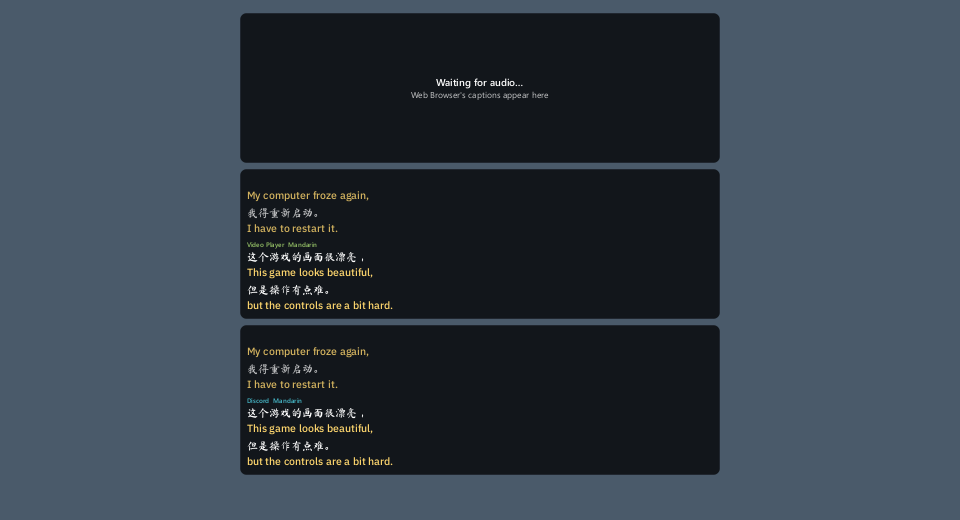 Waiting for audio...
Web Browser's captions appear here
My computer froze again,
我得重新启动。
I have to restart it.
Video Player Mandarin
这个游戏的画面很漂亮，
This game looks beautiful,
但是操作有点难。
but the controls are a bit hard.
My computer froze again,
我得重新启动。
I have to restart it.
Discord Mandarin
这个游戏的画面很漂亮，
This game looks beautiful,
但是操作有点难。
but the controls are a bit hard.